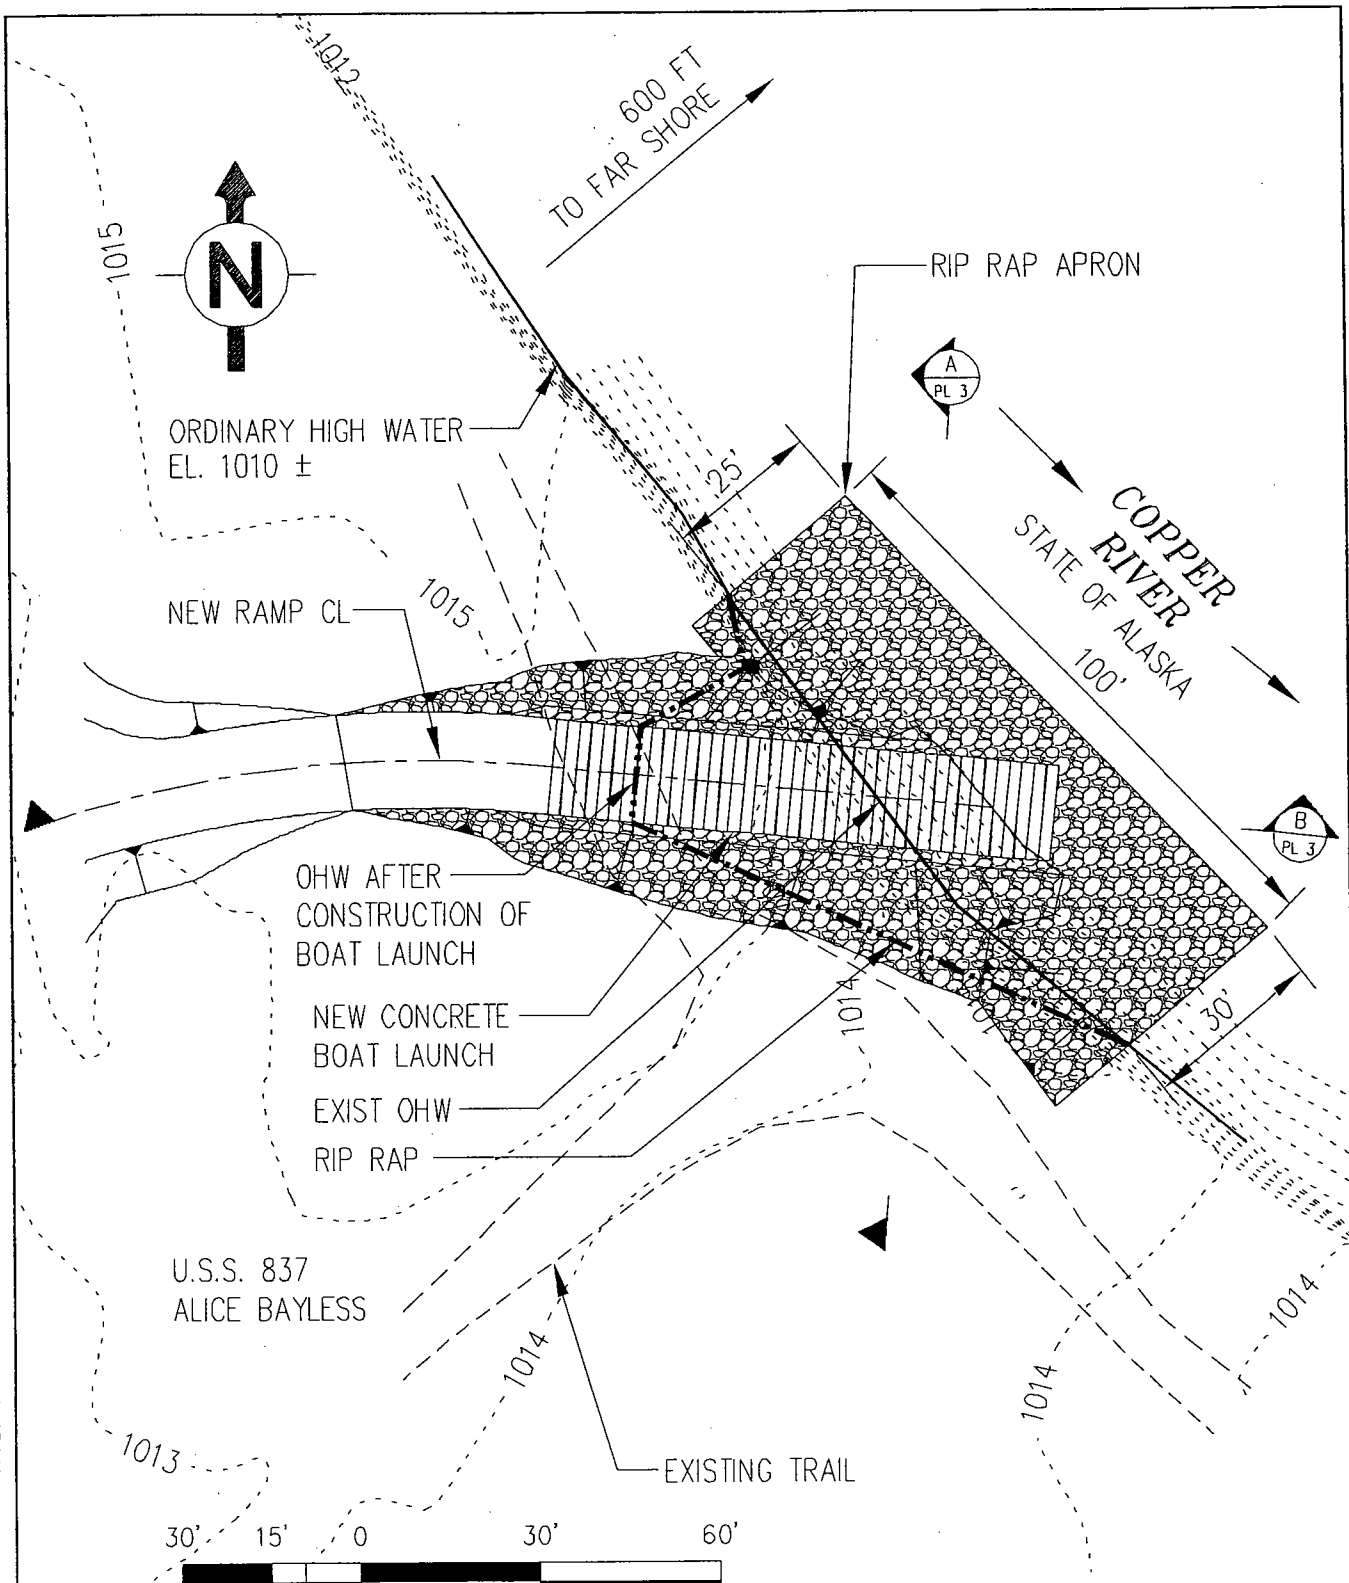 1012
600 FT
TO FAR SHORE
1015
N
RIP RAP APRON
A
PL 3
ORDINARY HIGH WATER
EL. 1010 ±
25'
COPPER
RIVER
STATE OF ALASKA
100'
1015
NEW RAMP CL
B
PL 3
OHW AFTER
CONSTRUCTION OF
BOAT LAUNCH
NEW CONCRETE
BOAT LAUNCH
1014
30'
EXIST OHW
RIP RAP
U.S.S. 837
ALICE BAYLESS
1014
1014
1014
1013
EXISTING TRAIL
30' 15' 0 30' 60'